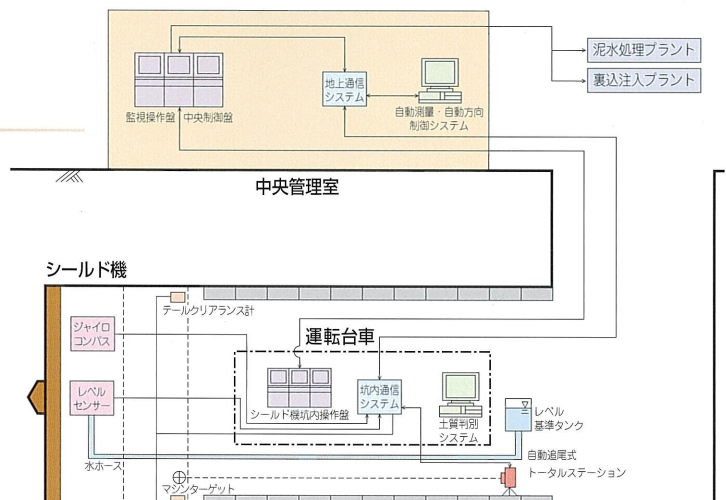 泥水処理プラント
裏込注入プラント
地上通信
システム
監視操作盤 中央制御盤
自動測量・自動方向
制御システム
中央管理室
シールド機
テールクリアランス計
ジャイロ
コンパス
運転台車
レベル
センサー
坑内通信
システム
シールド機坑内操作盤
土質判別
システム
レベル
基準タンク
水ホース
自動追尾式
トータルステーション
マシンターゲット